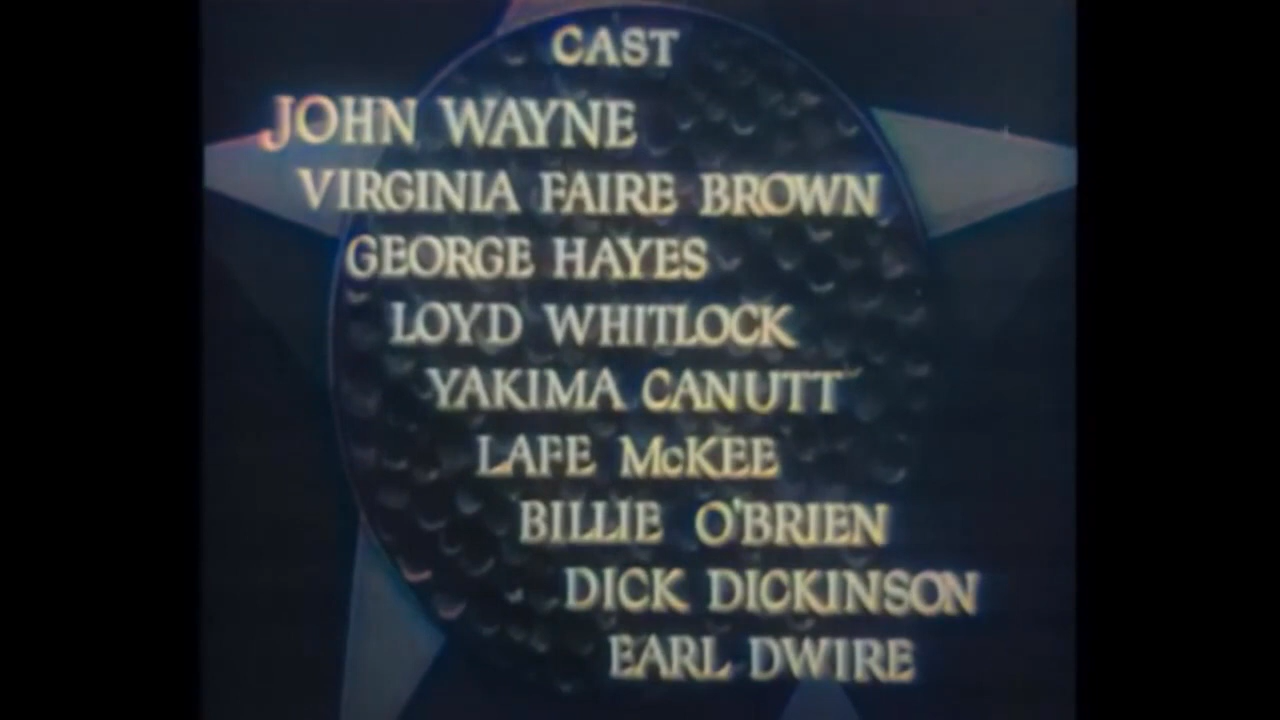 CAST
JOHN WAYNE
VIRGINIA FAIRE BROWN
GEORGE HAYES
LOYD WHITLOCK
YAKIMA CANUTT
LAFE McKEE
BILLIE O'BRIEN
DICK DICKINSON
EARL DWIRE